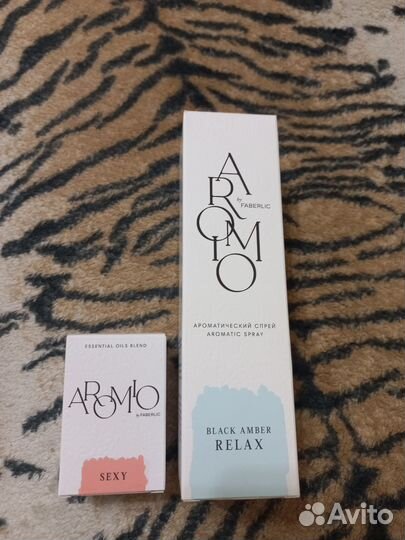 ESSENTIAL OILS BLEND
AROMIO
by FABERLIC
SEXY
AROMIO
by FABERLIC
АРОМАТИЧЕСКИЙ СПРЕЙ
AROMATIC SPRAY
BLACK AMBER
RELAX
Avito